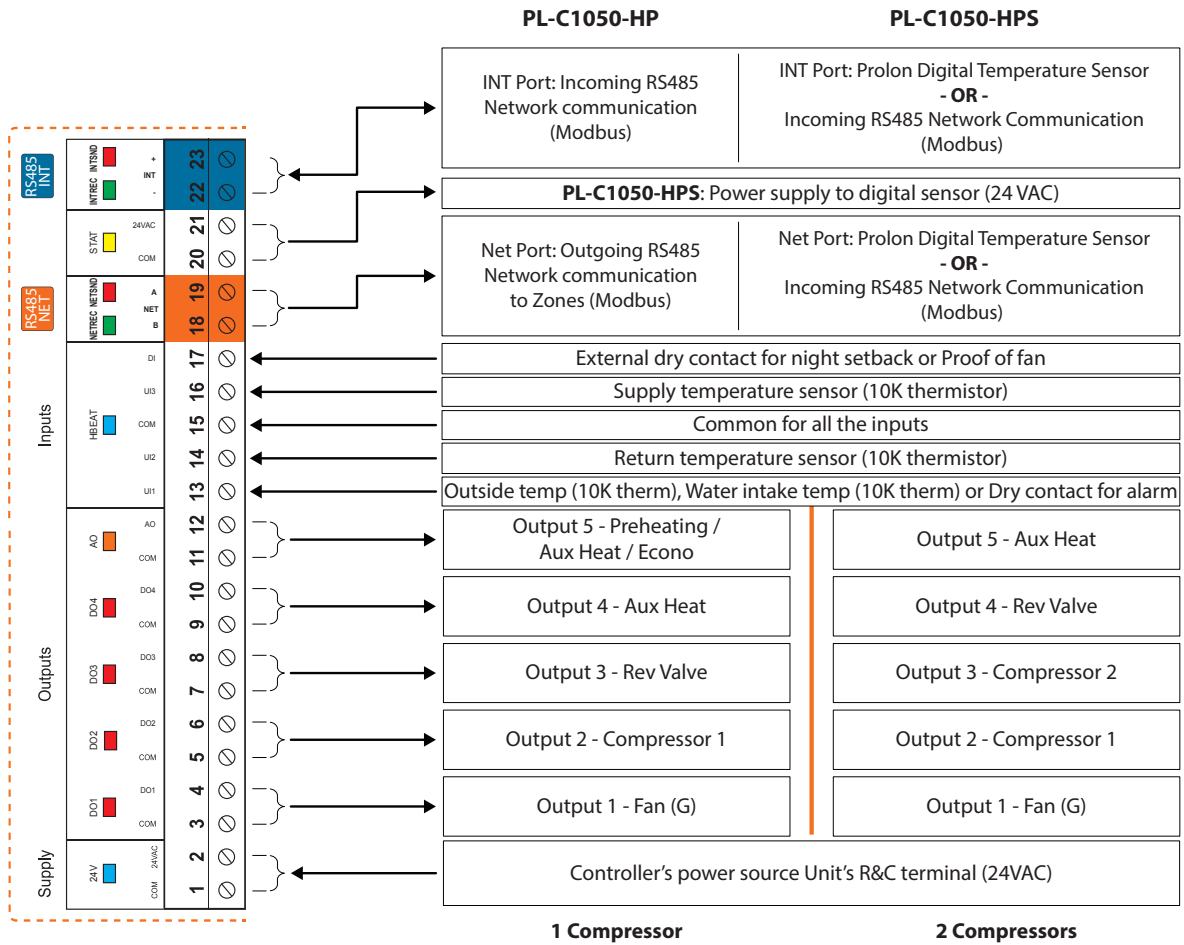 PL-C1050-HP
PL-C1050-HPS
INT Port: Incoming RS485
Network communication
(Modbus)
INT Port: Prolon Digital Temperature Sensor
- OR -
Incoming RS485 Network Communication
(Modbus)
PL-C1050-HPS: Power supply to digital sensor (24 VAC)
Net Port: Outgoing RS485
Network communication
to Zones (Modbus)
Net Port: Prolon Digital Temperature Sensor
- OR -
Incoming RS485 Network Communication
(Modbus)
External dry contact for night setback or Proof of fan
Supply temperature sensor (10K thermistor)
Common for all the inputs
Return temperature sensor (10K thermistor)
Outside temp (10K therm), Water intake temp (10K therm) or Dry contact for alarm
Output 5 - Preheating /
Aux Heat / Econo
Output 5 - Aux Heat
Output 4 - Aux Heat
Output 4 - Rev Valve
Output 3 - Rev Valve
Output 3 - Compressor 2
Output 2 - Compressor 1
Output 2 - Compressor 1
Output 1 - Fan (G)
Output 1 - Fan (G)
Controller's power source Unit's R&C terminal (24VAC)
1 Compressor
2 Compressors
RS485
INT
INTREC INTSND
+
INT
-
23
22
STAT
24VAC
COM
21
20
RS485
NET
NETREC NETSND
A
NET
B
19
18
Inputs
HBEAT
DI
UI3
COM
UI2
UI1
17
16
15
14
13
Outputs
AO
AO
COM
12
11
DO4
DO4
COM
10
9
DO3
DO3
COM
8
7
DO2
DO2
COM
6
5
DO1
DO1
COM
4
3
Supply
24V
COM 24VAC
2
1